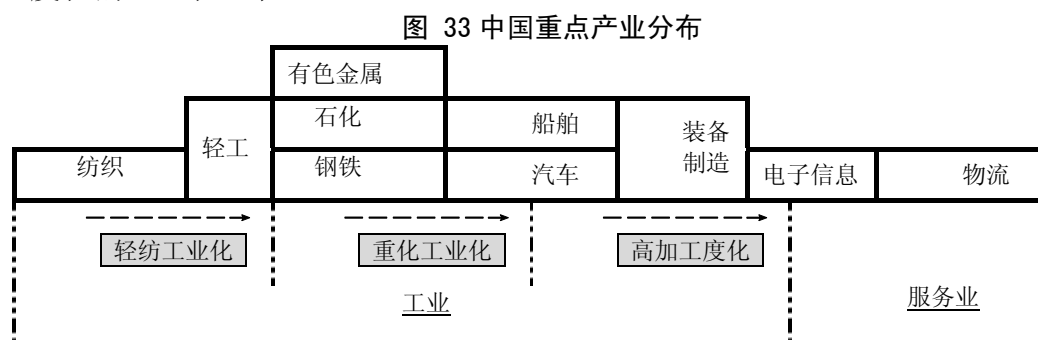 图 33 中国重点产业分布
有色金属
石化
船舶
装备
制造
轻工
纺织
钢铁
汽车
电子信息
物流
轻纺工业化
重化工业化
高加工度化
工业
服务业